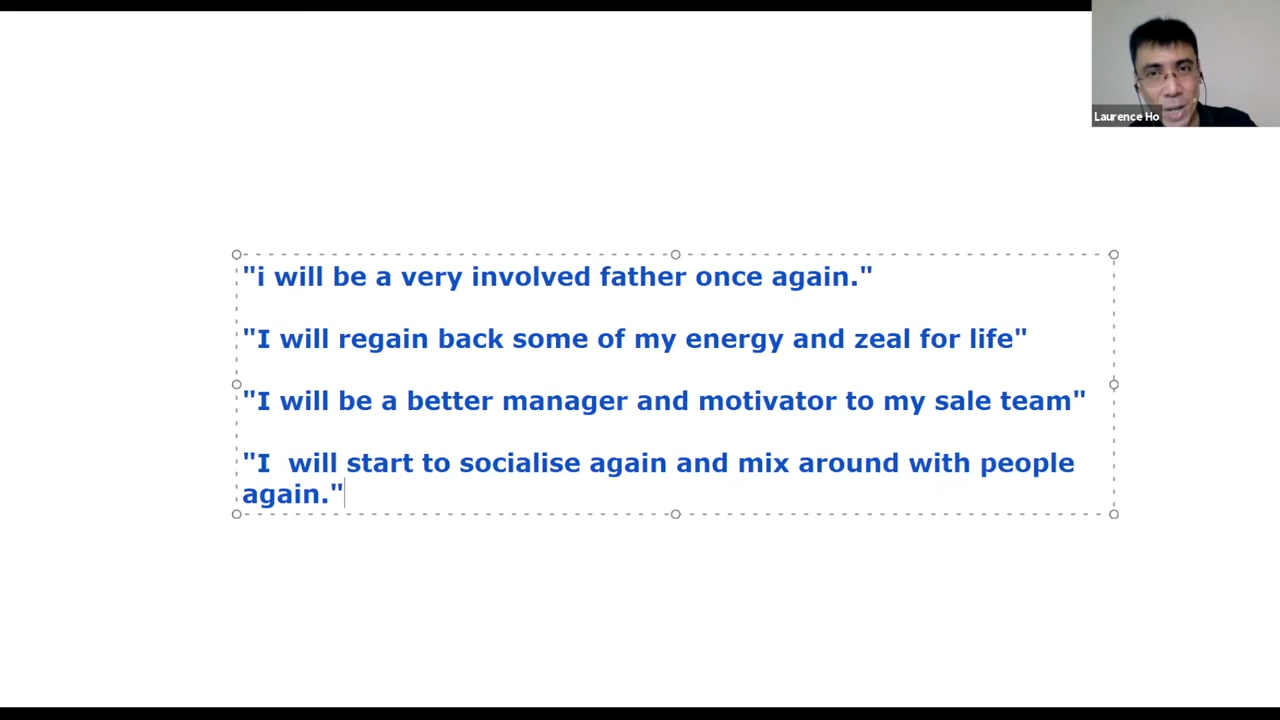 Laurence Ho
"i will be a very involved father once again."
"I will regain back some of my energy and zeal for life"
"I will be a better manager and motivator to my sale team"
"I  will start to socialise again and mix around with people
again."